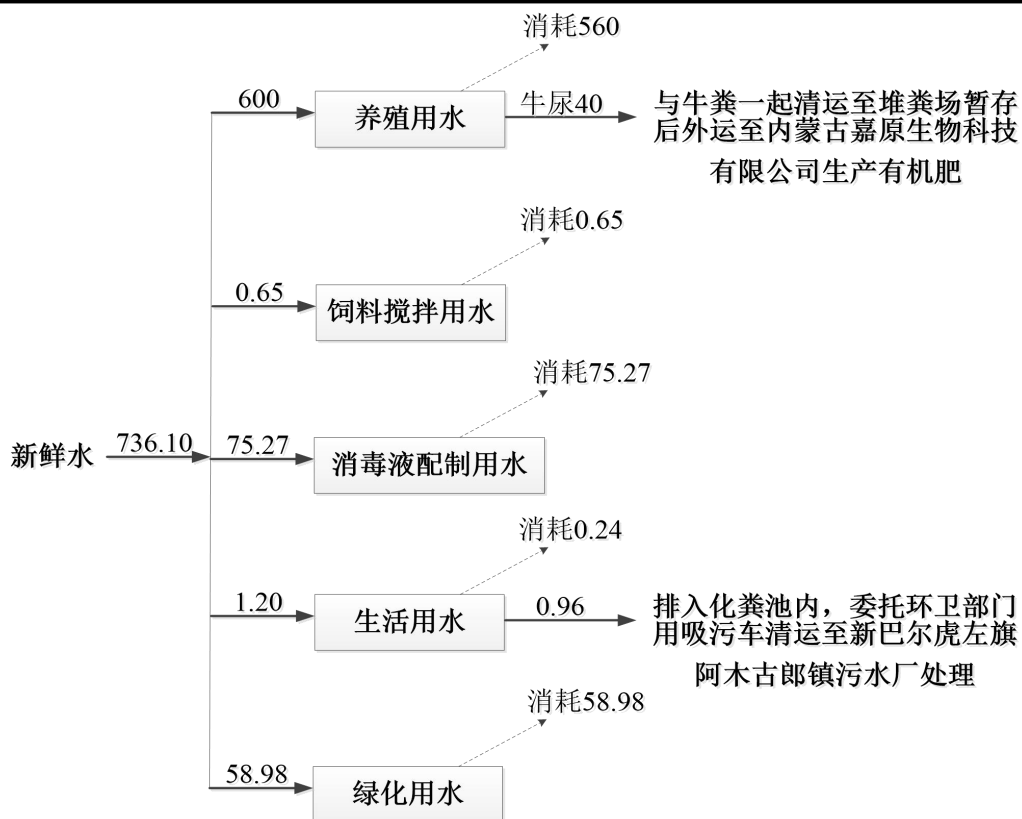 消耗560
600
养殖用水
牛尿40
与牛粪一起清运至堆粪场暂存
后外运至内蒙古嘉原生物科技
有限公司生产有机肥
消耗0.65
0.65
饲料搅拌用水
消耗75.27
新鲜水
736.10
75.27
消毒液配制用水
消耗0.24
1.20
生活用水
0.96
排入化粪池内，委托环卫部门
用吸污车清运至新巴尔虎左旗
阿木古郎镇污水厂处理
消耗58.98
58.98
绿化用水